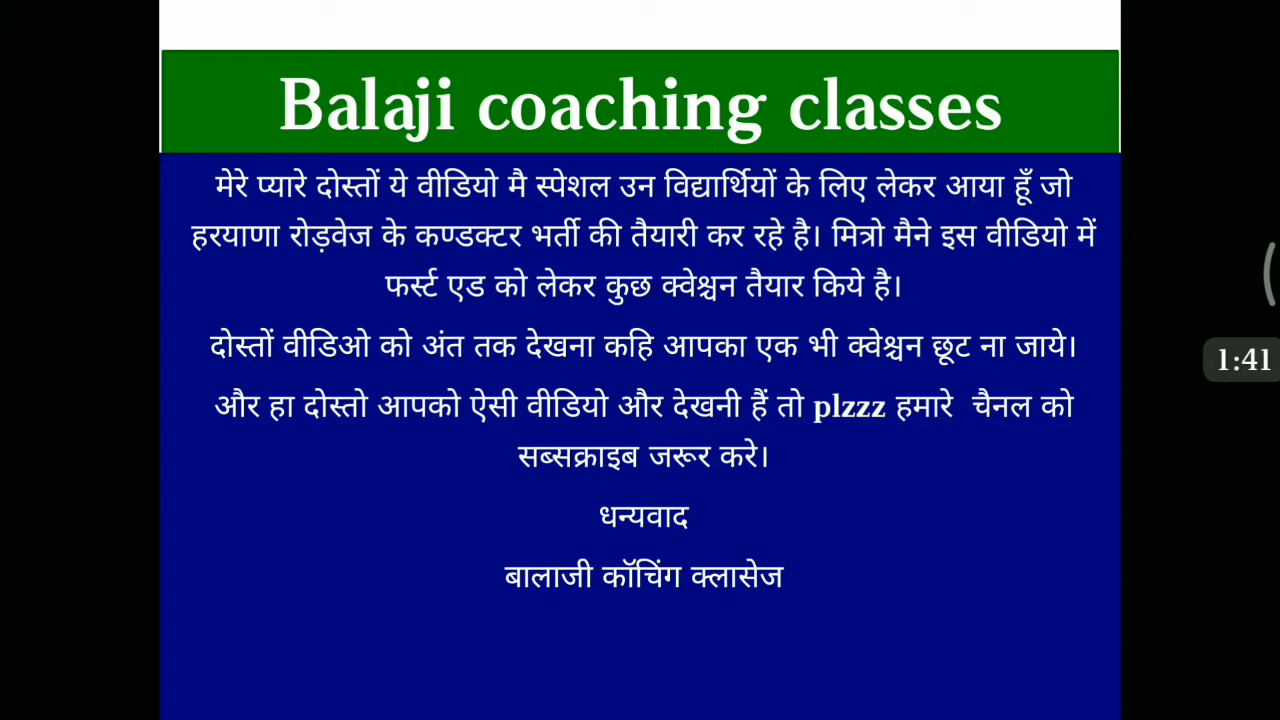 Balaji coaching classes
मेरे प्यारे दोस्तों ये वीडियो मै स्पेशल उन विद्यार्थियों के लिए लेकर आया हूँ जो
हरयाणा रोड़वेज के कण्डक्टर भर्ती की तैयारी कर रहे है। मित्रो मैने इस वीडियो में
फर्स्ट एड को लेकर कुछ क्वेश्चन तैयार किये है।
दोस्तों वीडिओ को अंत तक देखना कहि आपका एक भी क्वेश्चन छूट ना जाये।
और हा दोस्तो आपको ऐसी वीडियो और देखनी हैं तो plzzz हमारे चैनल को
सब्सक्राइब जरूर करे।
धन्यवाद
बालाजी कॉचिंग क्लासेज
1:41